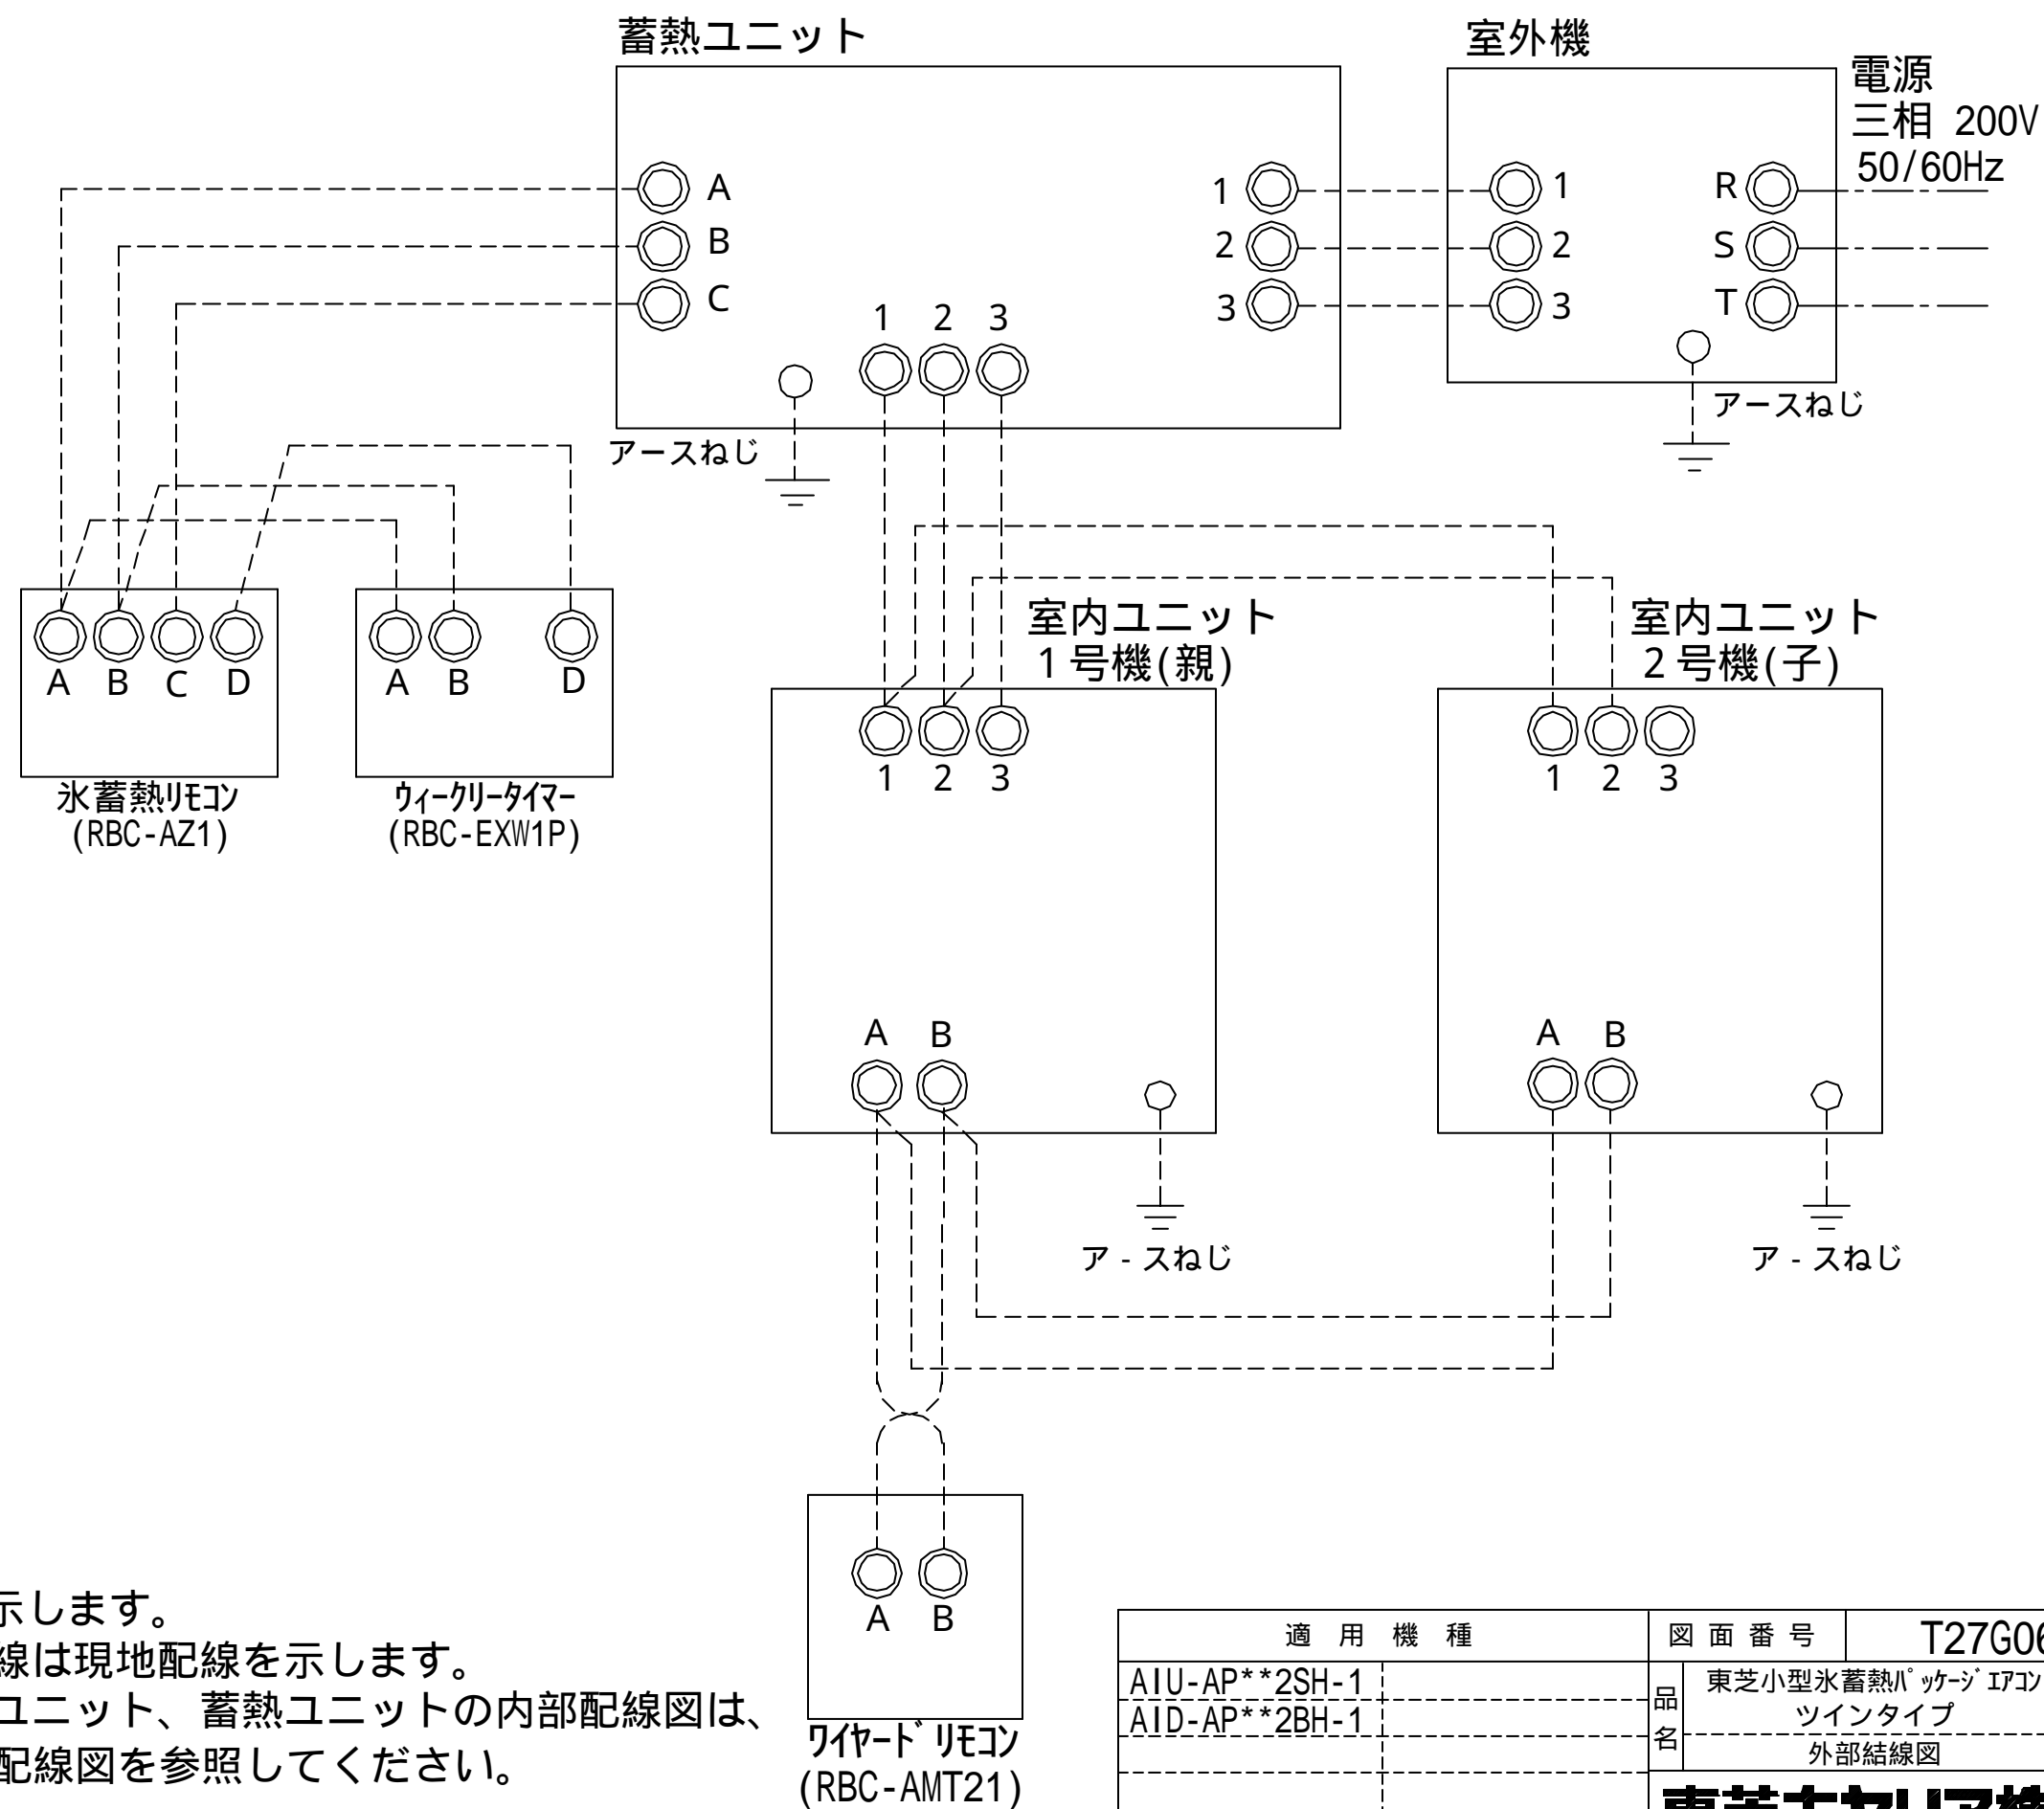 蓄熱ユニット
室外機
電源
三相 200V
50/60Hz
A
B
C
1
2
3
1
2
3
1
2
3
R
S
T
アースねじ
アースねじ
A B C D
A B D
氷蓄熱ﾘﾓｺﾝ
(RBC-AZ1)
ｳｨｰｸﾘｰﾀｲﾏｰ
(RBC-EXW1P)
室内ユニット
1号機(親)
室内ユニット
2号機(子)
1 2 3
1 2 3
A B
A B
ア-スねじ
ア-スねじ
A B
ﾜｲﾔｰﾄﾞﾘﾓｺﾝ
(RBC-AMT21)
示します。
線は現地配線を示します。
ユニット、蓄熱ユニットの内部配線図は、
配線図を参照してください。
適用機種
図面番号
T27G06
AIU-AP**2SH-1
AID-AP**2BH-1
品名
東芝小型氷蓄熱ﾊﾟｯｹｰｼﾞｴｱｺﾝ
ツインタイプ
外部結線図